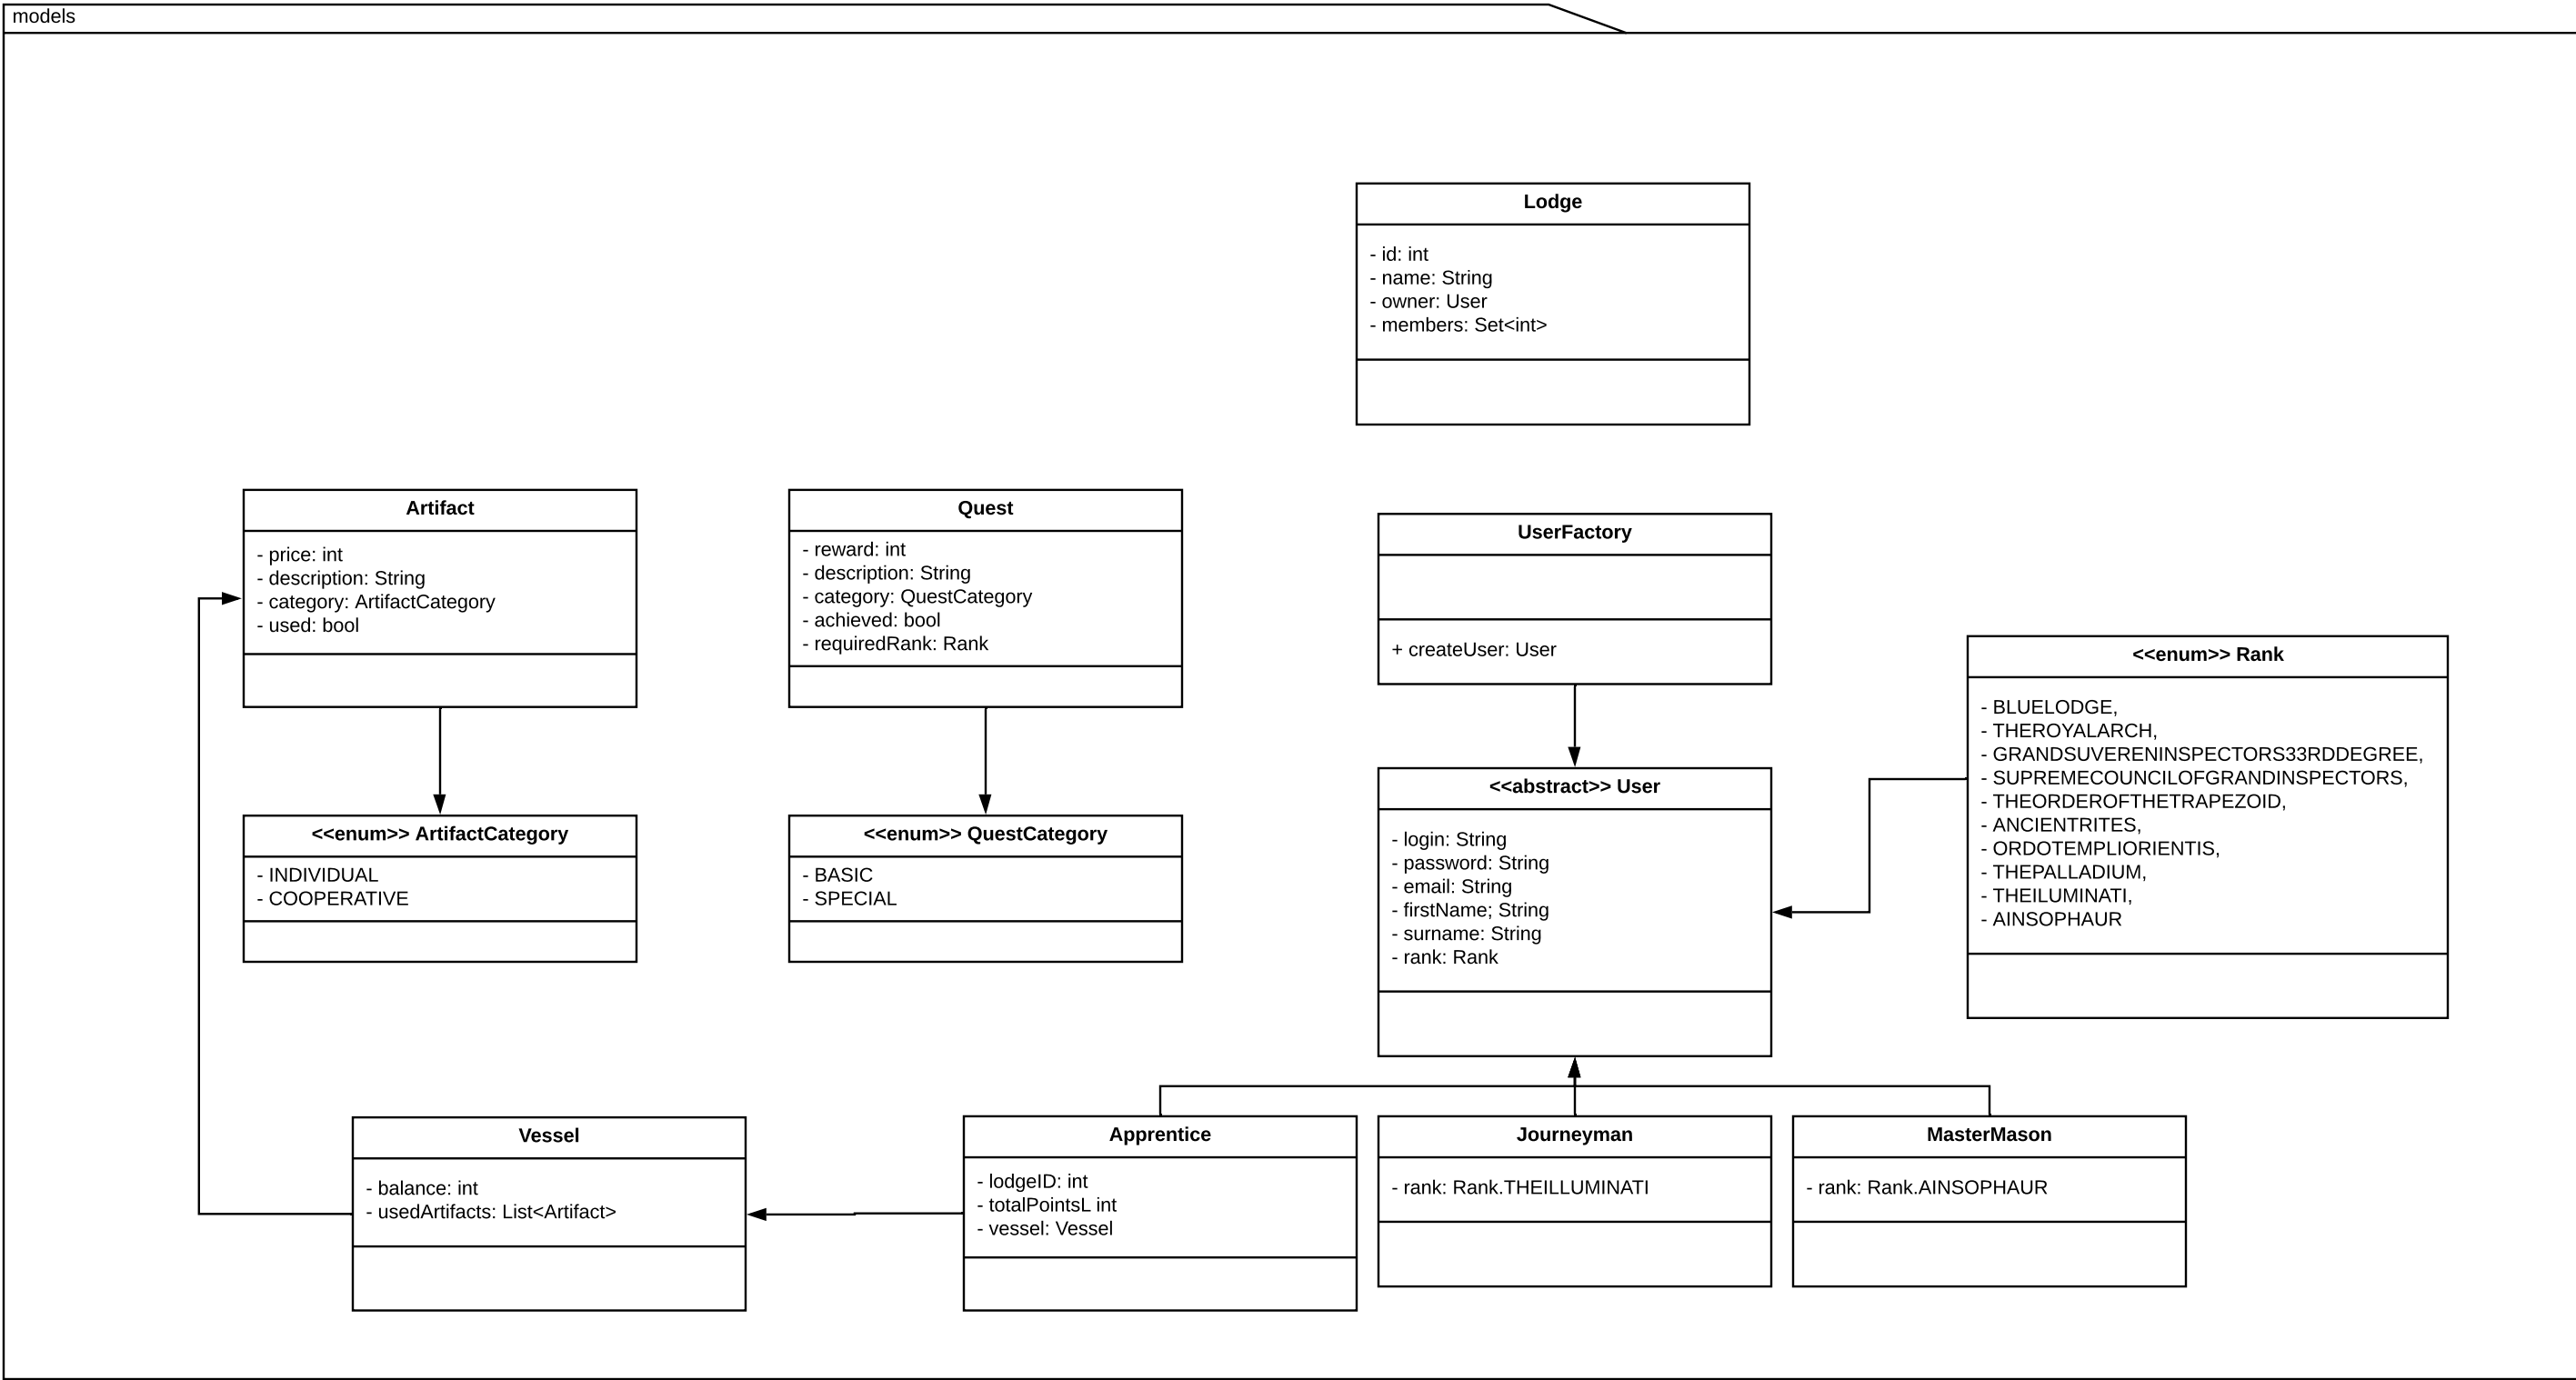 models
Lodge
- id: int
- name: String
- owner: User
- members: Set<int>
Artifact
- price: int
- description: String
- category: ArtifactCategory
- used: bool
Quest
- reward: int
- description: String
- category: QuestCategory
- achieved: bool
- requiredRank: Rank
UserFactory
+ createUser: User
<<enum>> Rank
- BLUELODGE,
- THEROYALARCH,
- GRANDSUVERENINSPECTORS33RDDEGREE,
- SUPREMECOUNCILOFGRANDINSPECTORS,
- THEORDEROFTHETRAPEZOID,
- ANCIENTRITES,
- ORDOTEMPLIORIENTIS,
- THEPALLADIUM,
- THEILUMINATI,
- AINSOPHAUR
<<enum>> ArtifactCategory
- INDIVIDUAL
- COOPERATIVE
<<enum>> QuestCategory
- BASIC
- SPECIAL
<<abstract>> User
- login: String
- password: String
- email: String
- firstName; String
- surname: String
- rank: Rank
Vessel
- balance: int
- usedArtifacts: List<Artifact>
Apprentice
- lodgeID: int
- totalPointsL int
- vessel: Vessel
Journeyman
- rank: Rank.THEILLUMINATI
MasterMason
- rank: Rank.AINSOPHAUR